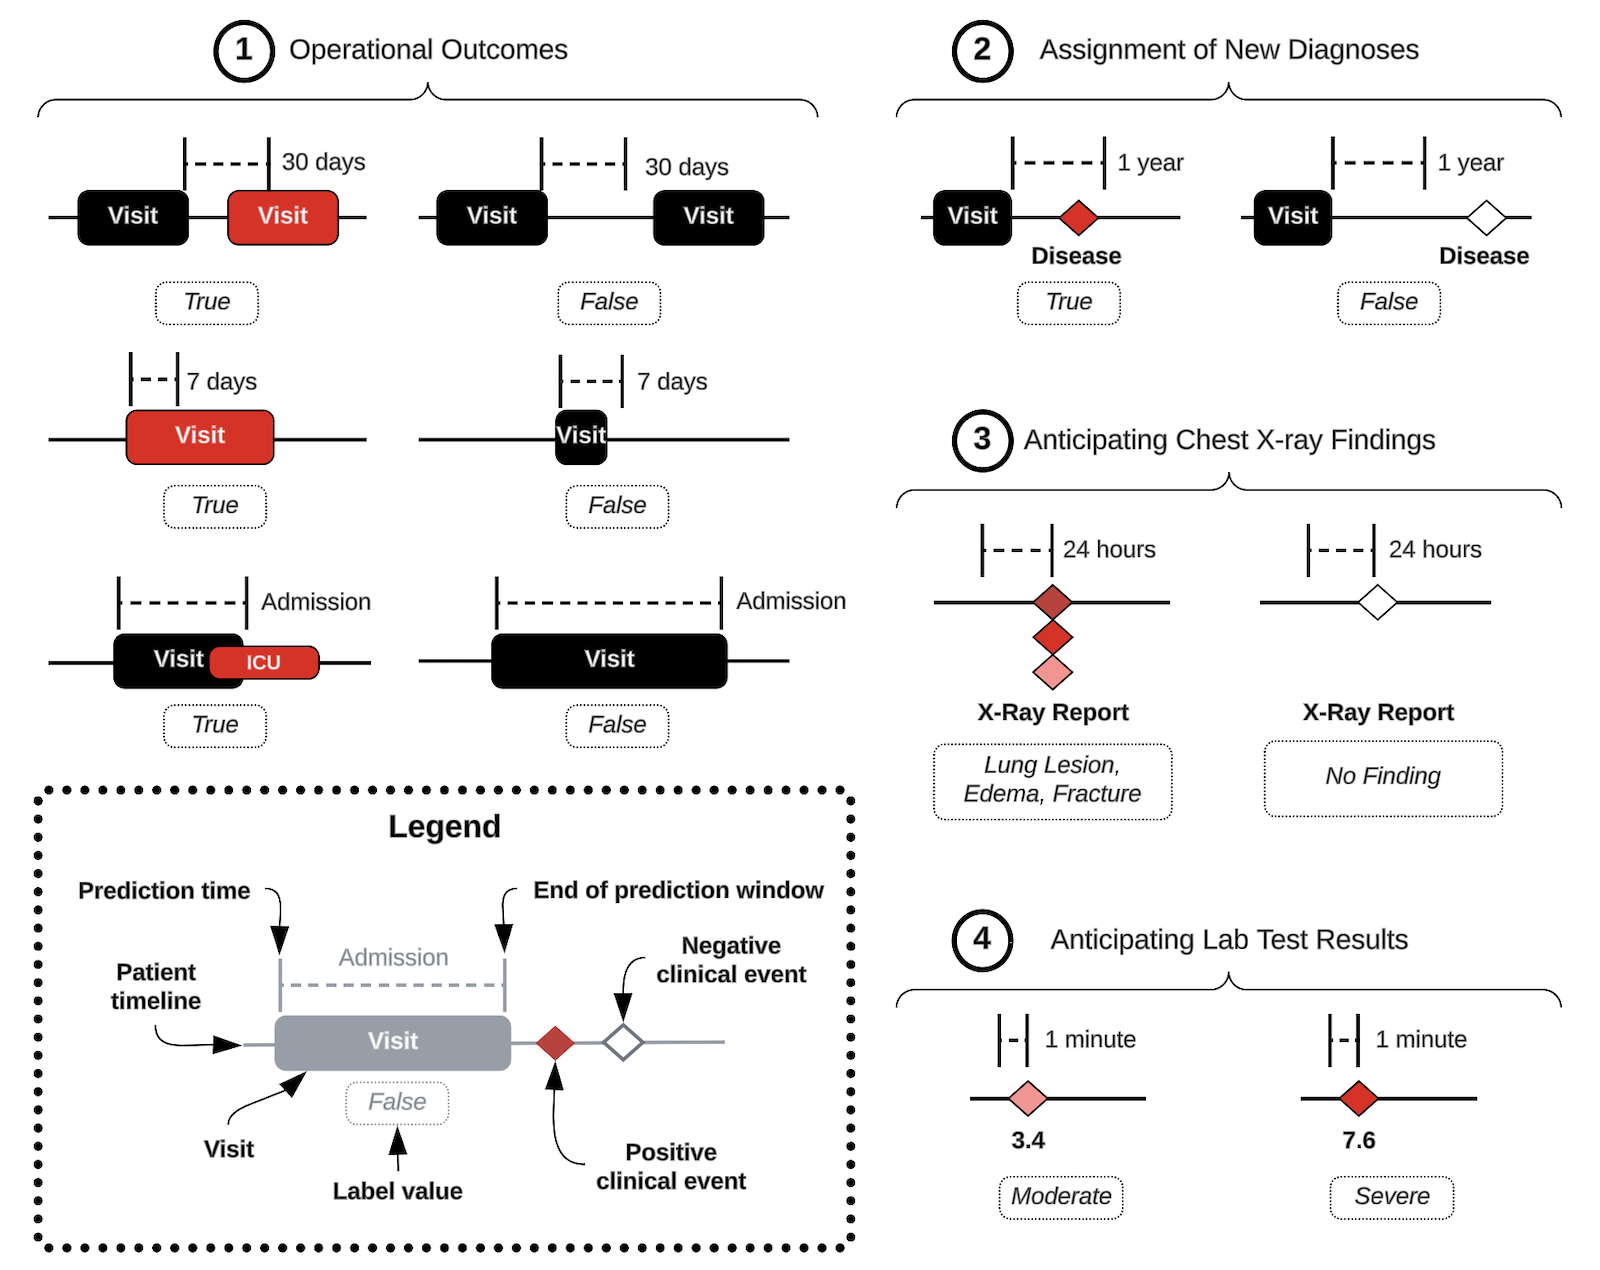 1 Operational Outcomes
30 days
30 days
Visit Visit
Visit Visit
True
False
7 days
7 days
Visit
Visit
True
False
Admission
Admission
Visit ICU
Visit
True
False
2 Assignment of New Diagnoses
1 year
1 year
Visit
Visit
Disease
Disease
True
False
3 Anticipating Chest X-ray Findings
24 hours
24 hours
X-Ray Report
X-Ray Report
Lung Lesion,
Edema, Fracture
No Finding
4 Anticipating Lab Test Results
1 minute
1 minute
3.4
7.6
Moderate
Severe
Legend
Prediction time
End of prediction window
Admission
Negative
clinical event
Patient
timeline
Visit
False
Visit
Label value
Positive
clinical event